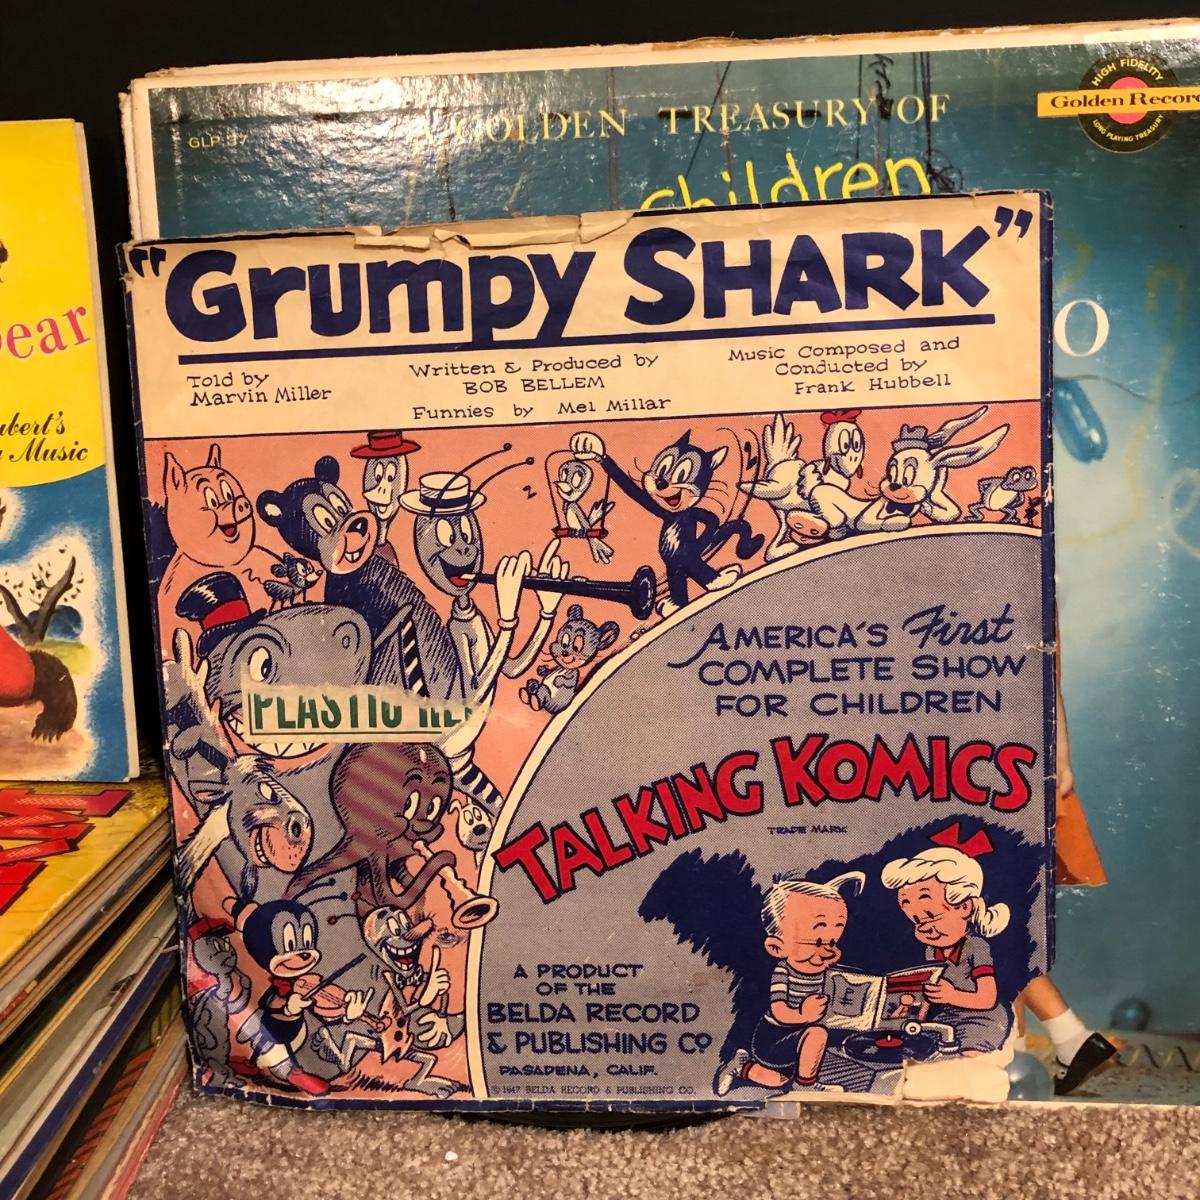 GLP 37
A GOLDEN TREASURY OF
children
HIGH FIDELITY
Golden Record
LONG PLAYING TREASURY
O
"Grumpy SHARK"
Told by
Marvin Miller
Written & Produced by
BOB BELLEM
Funnies by Mel Millar
Music Composed and
Conducted by
Frank Hubbell
AMERICA'S First
COMPLETE SHOW
FOR CHILDREN
TALKING KOMICS
TRADE MARK
PLASTIC
A PRODUCT
OF THE
BELDA RECORD
& PUBLISHING CO
PASADENA, CALIF.
© 1947 BELDA RECORD & PUBLISHING CO.
ear
ubert's
Music